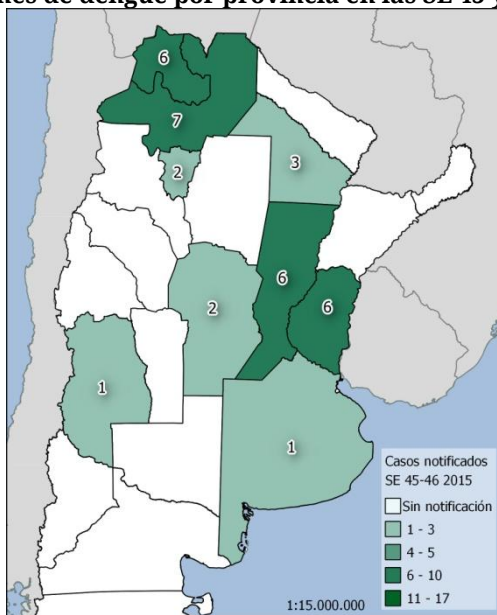 nes de dengue por provincia en las SE 45 y
6
7
2
3
6
6
2
1
1
Casos notificados
SE 45-46 2015
Sin notificación
1 - 3
4 - 5
6 - 10
11 - 17
1:15.000.000